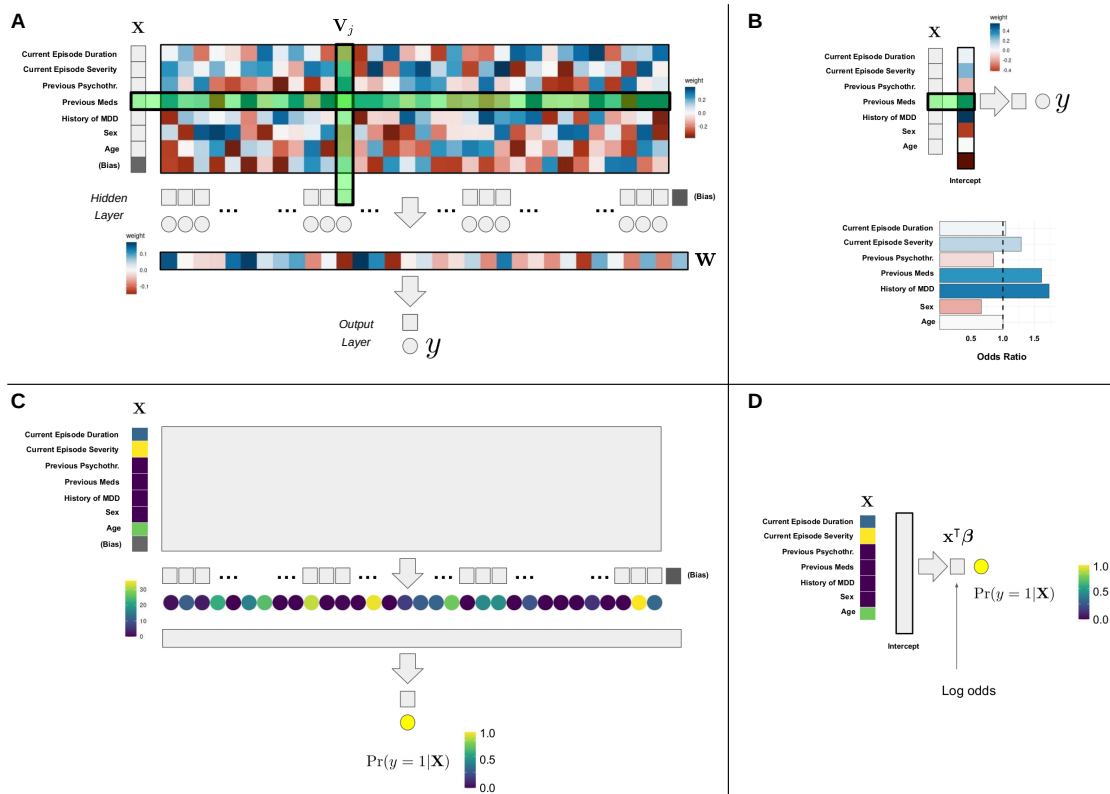 A
X
V_j
Current Episode Duration
Current Episode Severity
Previous Psychothr.
Previous Meds
History of MDD
Sex
Age
(Bias)
weight
0.2
0.0
-0.2
Hidden
Layer
... ... ... ...
(Bias)
weight
0.1
0.0
-0.1
W
Output
Layer
y
B
X
weight
0.4
0.2
0.0
-0.2
-0.4
Current Episode Duration
Current Episode Severity
Previous Psychothr.
Previous Meds
History of MDD
Sex
Age
y
Intercept
Current Episode Duration
Current Episode Severity
Previous Psychothr.
Previous Meds
History of MDD
Sex
Age
0.5 1.0 1.5
Odds Ratio
C
X
Current Episode Duration
Current Episode Severity
Previous Psychothr.
Previous Meds
History of MDD
Sex
Age
(Bias)
... ... ... ...
(Bias)
30
20
10
0
Pr(y = 1|X)
1.0
0.5
0.0
D
X
Current Episode Duration
Current Episode Severity
Previous Psychothr.
Previous Meds
History of MDD
Sex
Age
x^⊤β
Pr(y = 1|X)
1.0
0.5
0.0
Intercept
Log odds